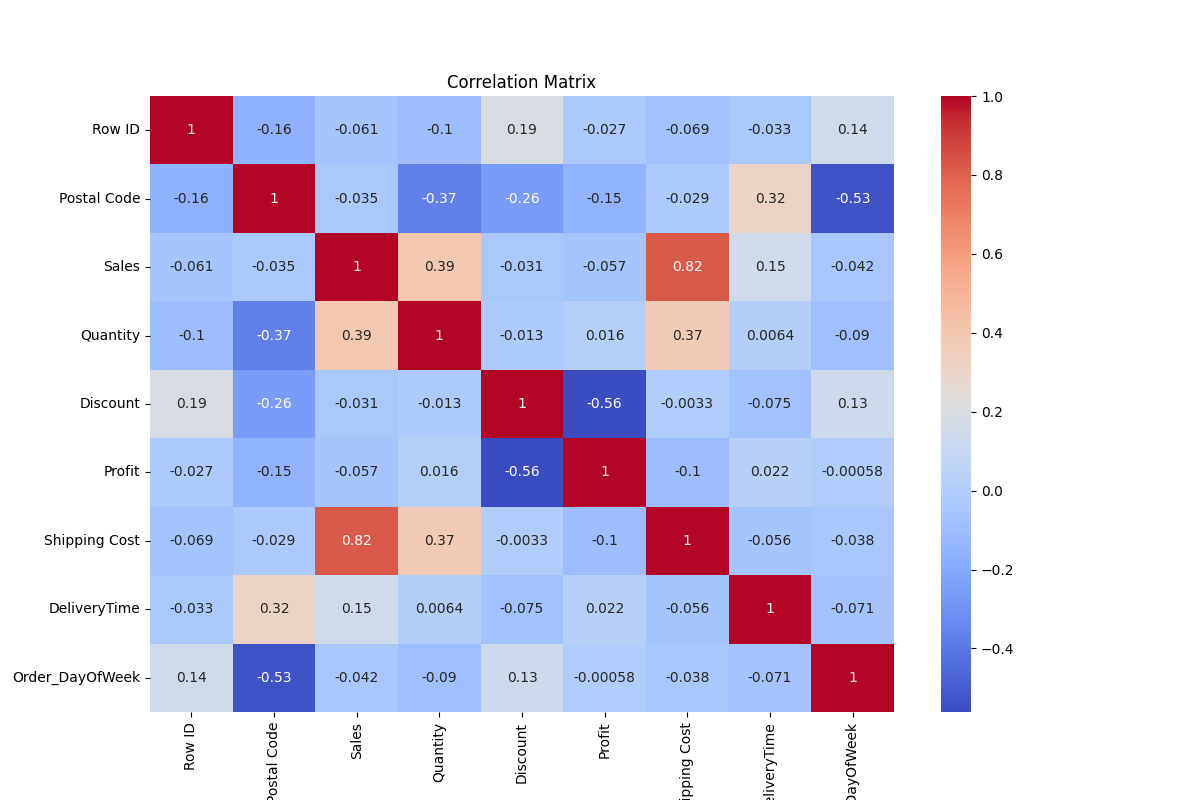 Correlation Matrix
Row ID 1 -0.16 -0.061 -0.1 0.19 -0.027 -0.069 -0.033 0.14
Postal Code -0.16 1 -0.035 -0.37 -0.26 -0.15 -0.029 0.32 -0.53
Sales -0.061 -0.035 1 0.39 -0.031 -0.057 0.82 0.15 -0.042
Quantity -0.1 -0.37 0.39 1 -0.013 0.016 0.37 0.0064 -0.09
Discount 0.19 -0.26 -0.031 -0.013 1 -0.56 -0.0033 -0.075 0.13
Profit -0.027 -0.15 -0.057 0.016 -0.56 1 -0.1 0.022 -0.00058
Shipping Cost -0.069 -0.029 0.82 0.37 -0.0033 -0.1 1 -0.056 -0.038
DeliveryTime -0.033 0.32 0.15 0.0064 -0.075 0.022 -0.056 1 -0.071
Order_DayOfWeek 0.14 -0.53 -0.042 -0.09 0.13 -0.00058 -0.038 -0.071 1
Row ID
Postal Code
Sales
Quantity
Discount
Profit
ipping Cost
eliveryTime
DayOfWeek
1.0
0.8
0.6
0.4
0.2
0.0
−0.2
−0.4